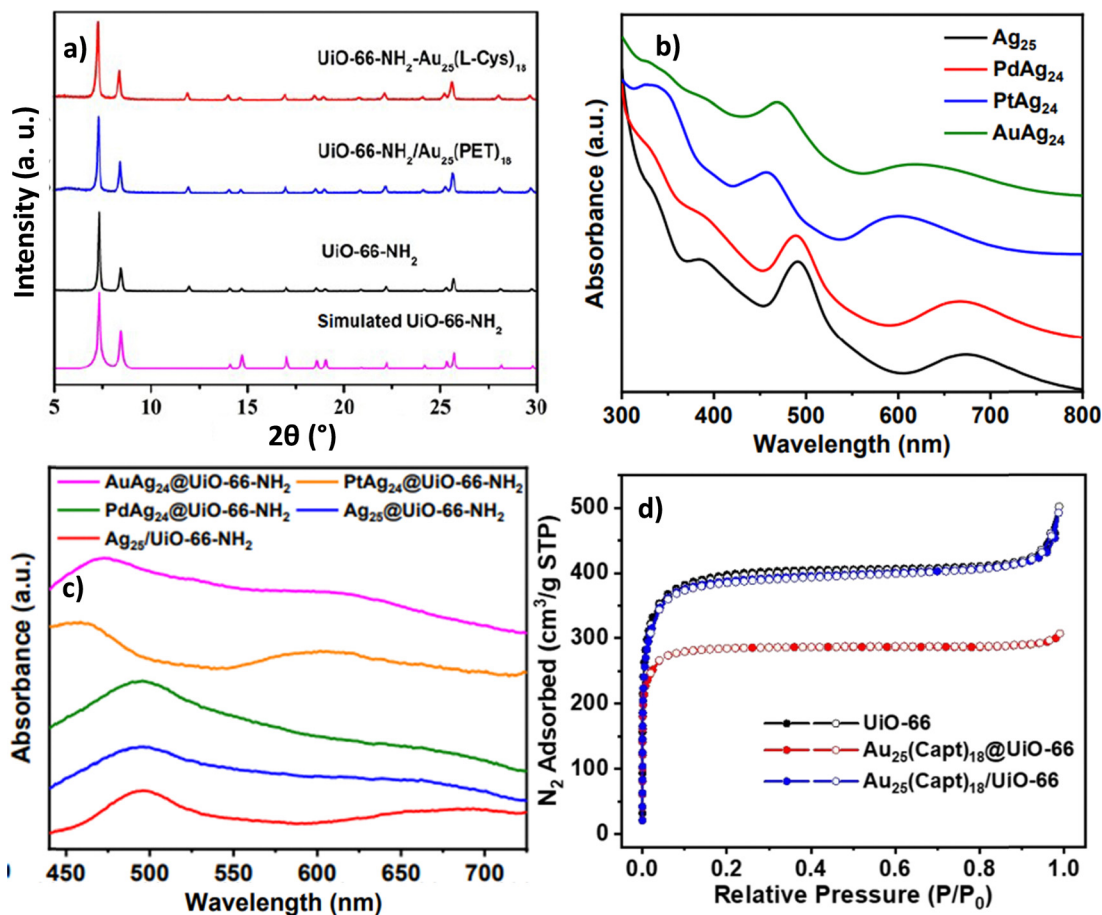 a)
UiO-66-NH₂-Au₂₅(L-Cys)₁₈
UiO-66-NH₂/Au₂₅(PET)₁₈
UiO-66-NH₂
Simulated UiO-66-NH₂
Intensity (a. u.)
5 10 15 20 25 30
2θ (°)
b)
Ag₂₅
PdAg₂₄
PtAg₂₄
AuAg₂₄
Absorbance (a.u.)
300 400 500 600 700 800
Wavelength (nm)
AuAg₂₄@UiO-66-NH₂ PtAg₂₄@UiO-66-NH₂
PdAg₂₄@UiO-66-NH₂ Ag₂₅@UiO-66-NH₂
Ag₂₅/UiO-66-NH₂
c)
Absorbance (a.u.)
450 500 550 600 650 700
Wavelength (nm)
d)
500
400
300
200
100
0
N₂ Adsorbed (cm³/g STP)
UiO-66
Au₂₅(Capt)₁₈@UiO-66
Au₂₅(Capt)₁₈/UiO-66
0.0 0.2 0.4 0.6 0.8 1.0
Relative Pressure (P/P₀)